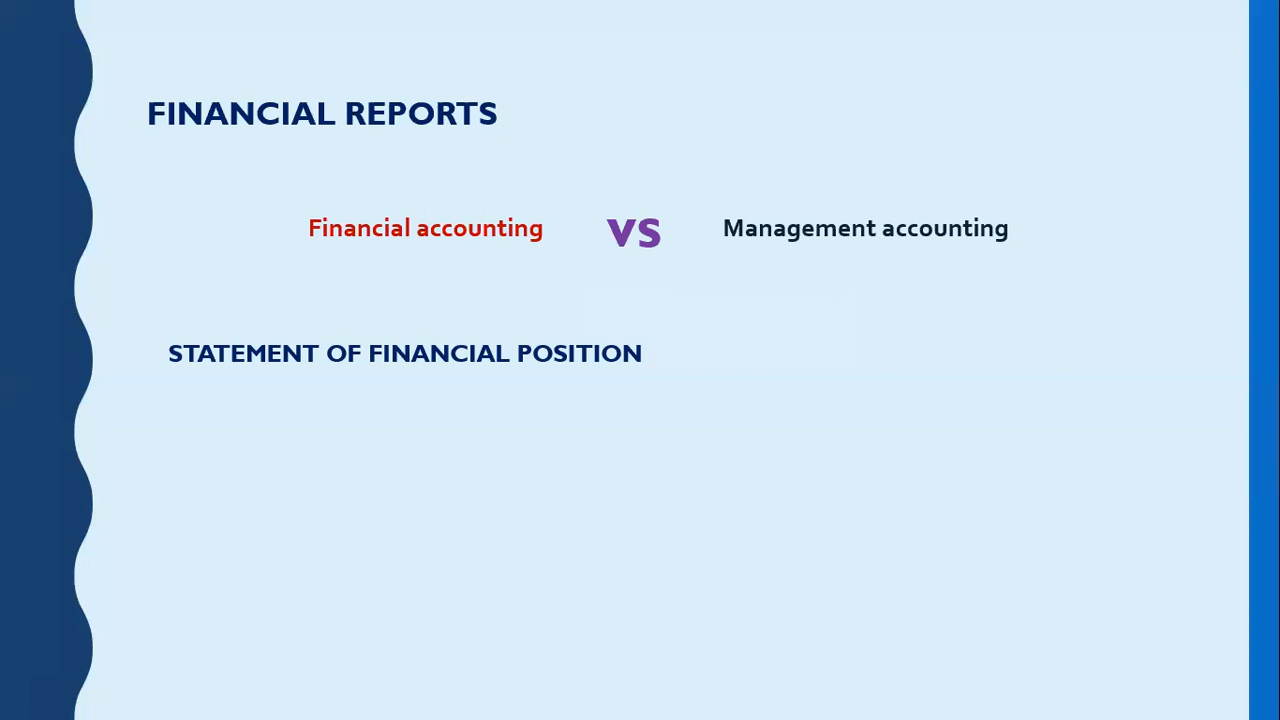 FINANCIAL REPORTS
Financial accounting VS Management accounting
STATEMENT OF FINANCIAL POSITION